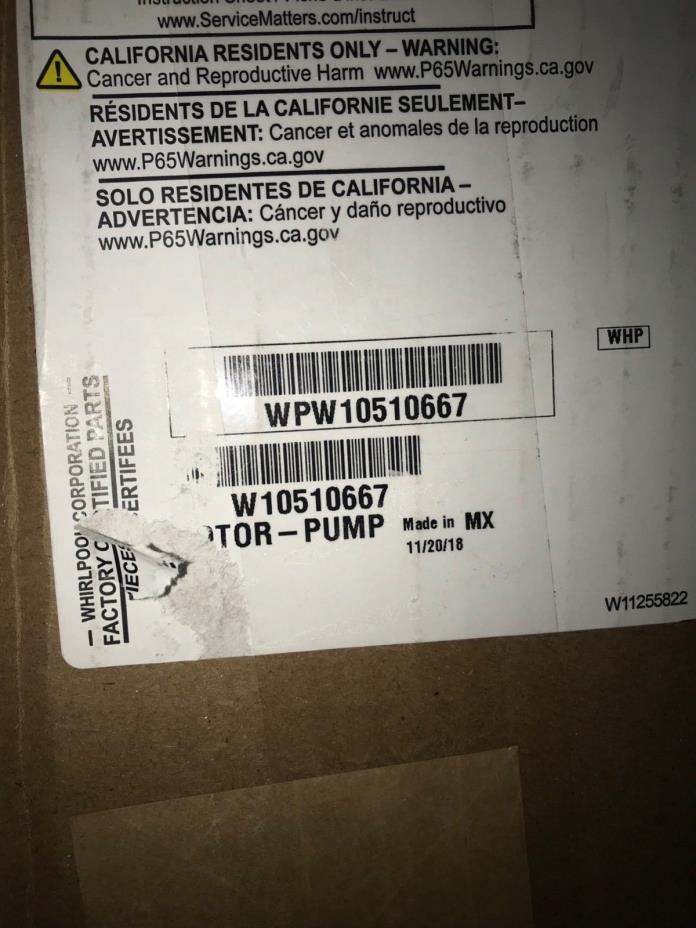 www.ServiceMatters.com/instruct
CALIFORNIA RESIDENTS ONLY – WARNING:
Cancer and Reproductive Harm www.P65Warnings.ca.gov
RÉSIDENTS DE LA CALIFORNIE SEULEMENT–
AVERTISSEMENT: Cancer et anomales de la reproduction
www.P65Warnings.ca.gov
SOLO RESIDENTES DE CALIFORNIA –
ADVERTENCIA: Cáncer y daño reproductivo
www.P65Warnings.ca.gov
WHP
WPW10510667
W10510667
TOR–PUMP Made in MX
11/20/18
W11255822
— WHIRLPOOL CORPORATION —
FACTORY C TIFIED PARTS
PIECES ERTIFEES